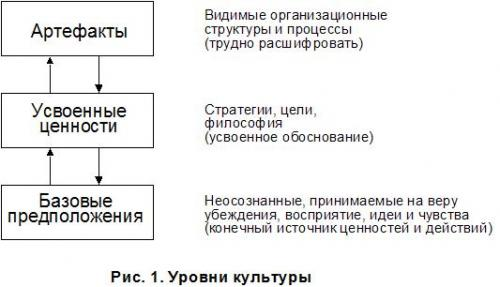 Артефакты
Видимые организационные
структуры и процессы
(трудно расшифровать)
Усвоенные
ценности
Стратегии, цели,
философия
(усвоенное обоснование)
Базовые
предположения
Неосознанные, принимаемые на веру
убеждения, восприятие, идеи и чувства
(конечный источник ценностей и действий)
Рис. 1. Уровни культуры